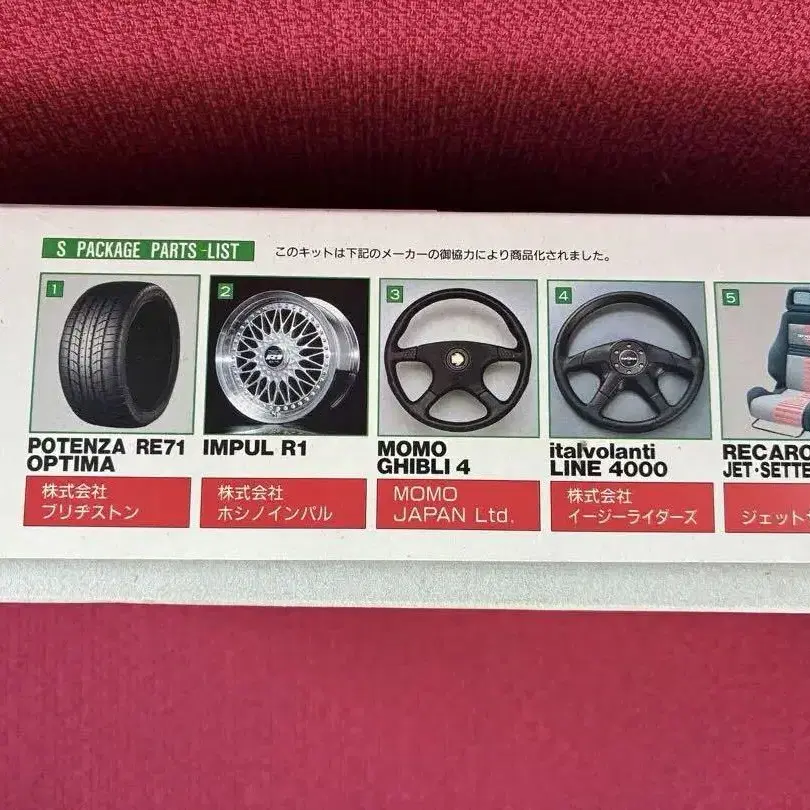 S PACKAGE PARTS-LIST
このキットは下記のメーカーの御協力により商品化されました。
1
POTENZA RE71
OPTIMA
株式会社
ブリヂストン
2
IMPUL R1
株式会社
ホシノインパル
3
MOMO
GHIBLI 4
MOMO
JAPAN Ltd.
4
italvolanti
LINE 4000
株式会社
イージーライダーズ
5
RECARO
JET・SETTE
ジェット